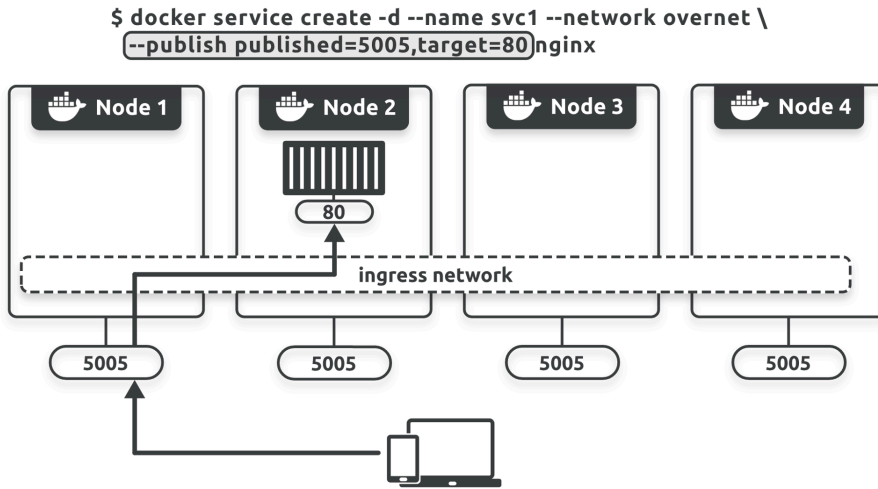 $ docker service create -d --name svc1 --network overnet \
--publish published=5005,target=80 nginx
Node 1
Node 2
Node 3
Node 4
80
ingress network
5005
5005
5005
5005